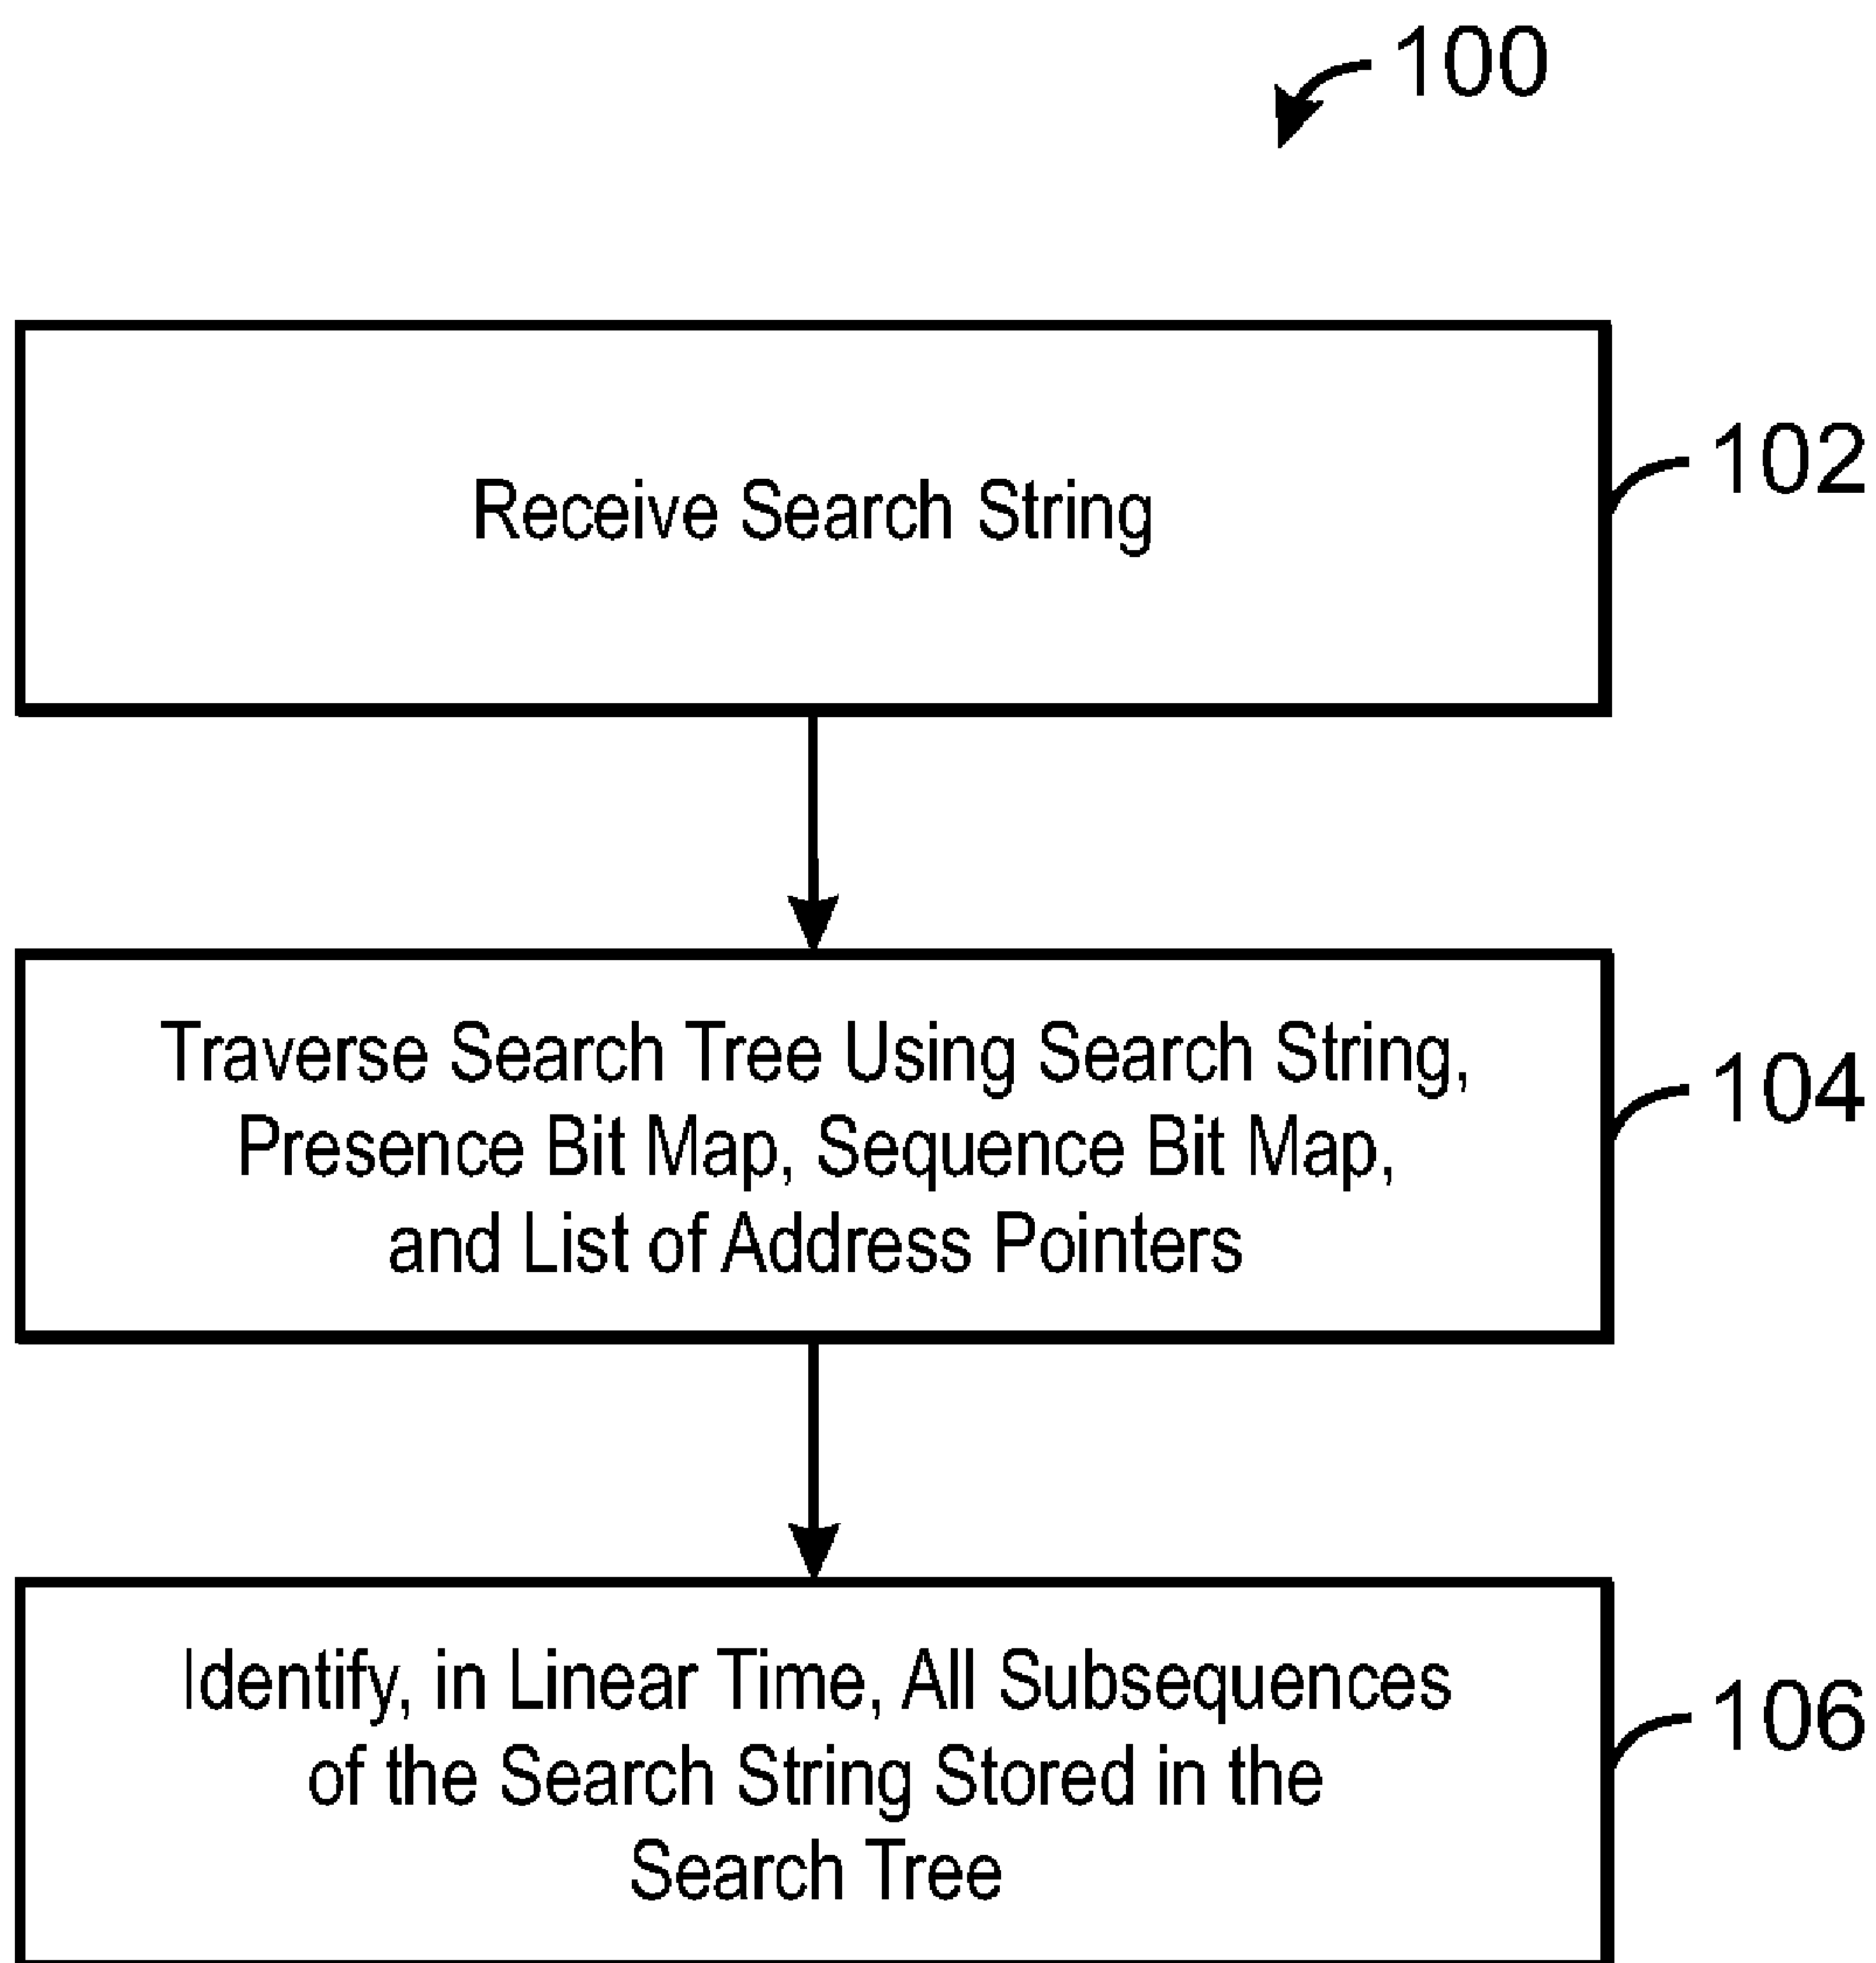 100
Receive Search String
102
Traverse Search Tree Using Search String,
Presence Bit Map, Sequence Bit Map,
and List of Address Pointers
104
Identify, in Linear Time, All Subsequences
of the Search String Stored in the
Search Tree
106